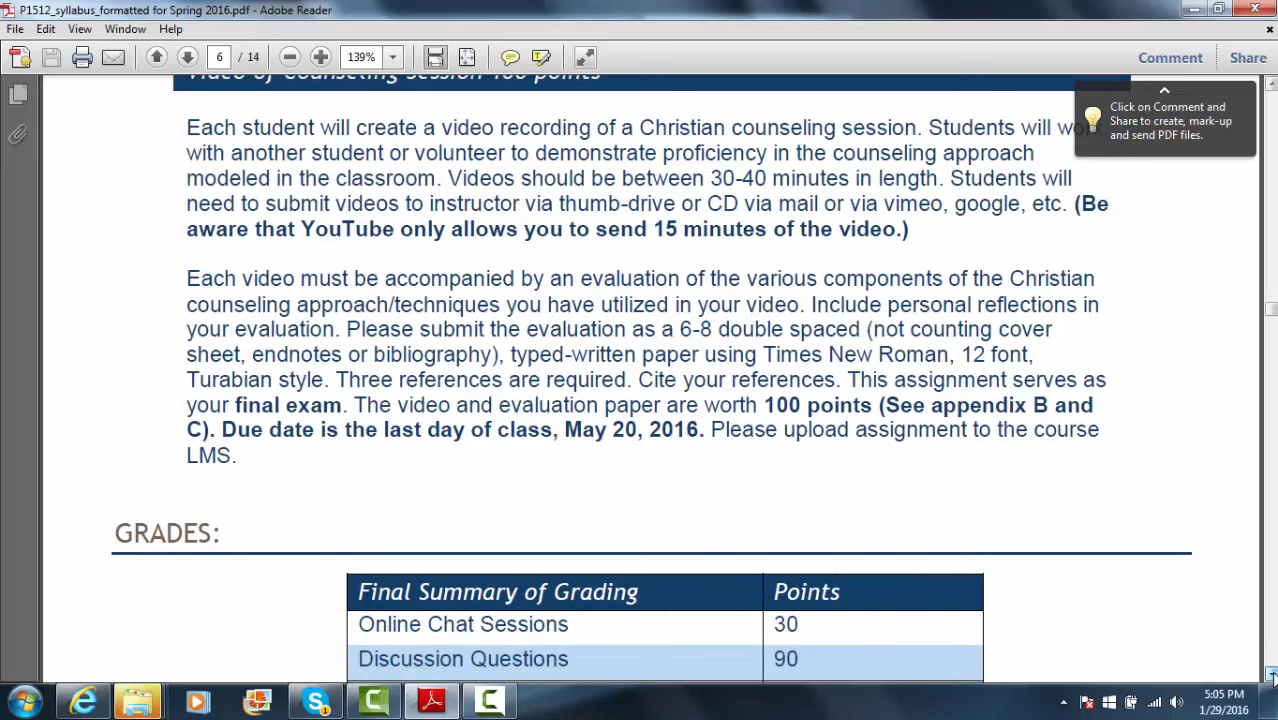 P1512_syllabus_formatted for Spring 2016.pdf - Adobe Reader
File Edit View Window Help
6 / 14 139% Comment Share
Video of Counseling Session 100 points
Click on Comment and
Share to create, mark-up
and send PDF files.
Each student will create a video recording of a Christian counseling session. Students will work
with another student or volunteer to demonstrate proficiency in the counseling approach
modeled in the classroom. Videos should be between 30-40 minutes in length. Students will
need to submit videos to instructor via thumb-drive or CD via mail or via vimeo, google, etc. (Be
aware that YouTube only allows you to send 15 minutes of the video.)
Each video must be accompanied by an evaluation of the various components of the Christian
counseling approach/techniques you have utilized in your video. Include personal reflections in
your evaluation. Please submit the evaluation as a 6-8 double spaced (not counting cover
sheet, endnotes or bibliography), typed-written paper using Times New Roman, 12 font,
Turabian style. Three references are required. Cite your references. This assignment serves as
your final exam. The video and evaluation paper are worth 100 points (See appendix B and
C). Due date is the last day of class, May 20, 2016. Please upload assignment to the course
LMS.
GRADES:
Final Summary of Grading Points
Online Chat Sessions 30
Discussion Questions 90
5:05 PM
1/29/2016